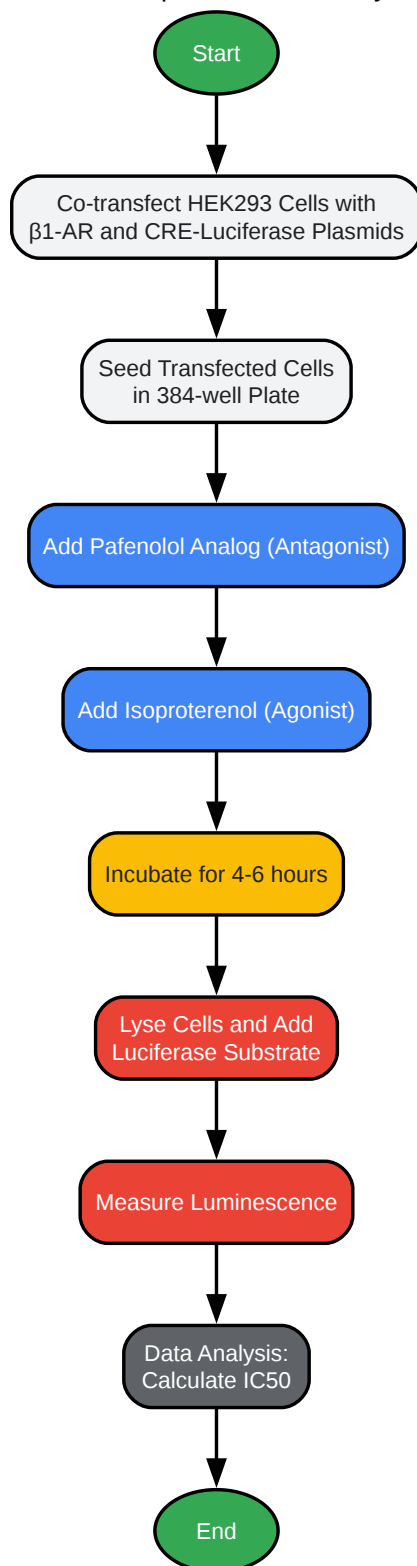 Start
Co-transfect HEK293 Cells with
β1-AR and CRE-Luciferase Plasmids
Seed Transfected Cells
in 384-well Plate
Add Pafenolol Analog (Antagonist)
Add Isoproterenol (Agonist)
Incubate for 4-6 hours
Lyse Cells and Add
Luciferase Substrate
Measure Luminescence
Data Analysis:
Calculate IC50
End